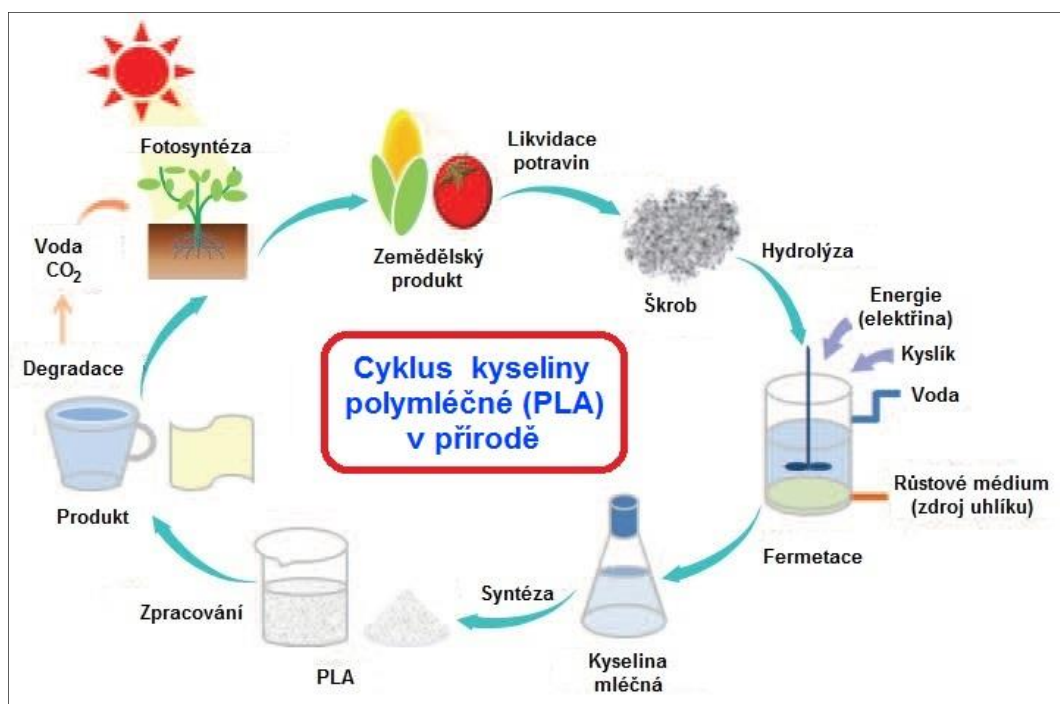 Fotosyntéza
Likvidace
potravin
Zemědělský
produkt
Škrob
Hydrolýza
Energie
(elektřina)
Kyslík
Voda
Růstové médium
(zdroj uhlíku)
Fermetace
Kyselina
mléčná
Syntéza
PLA
Zpracování
Produkt
Degradace
Voda
CO₂
Cyklus kyseliny
polymléčné (PLA)
v přírodě